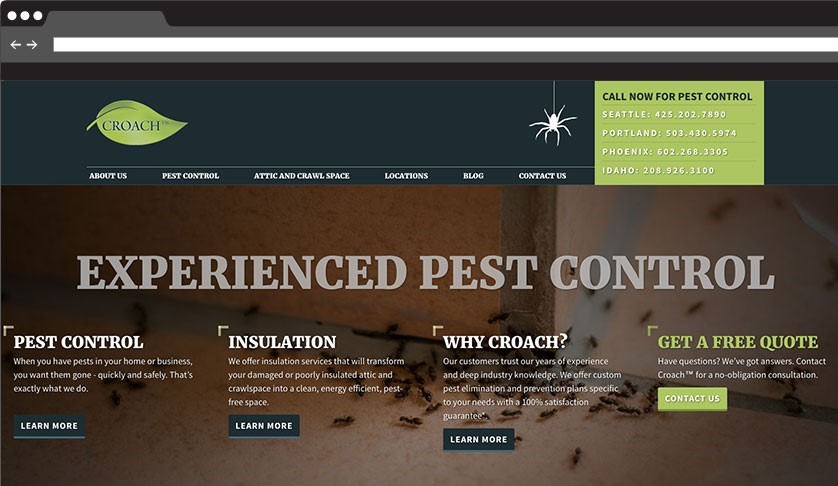 CROACH™
CALL NOW FOR PEST CONTROL
SEATTLE: 425.202.7890
PORTLAND: 503.430.5974
PHOENIX: 602.268.3305
IDAHO: 208.926.3100
ABOUT US
PEST CONTROL
ATTIC AND CRAWL SPACE
LOCATIONS
BLOG
CONTACT US
EXPERIENCED PEST CONTROL
PEST CONTROL
When you have pests in your home or business,
you want them gone - quickly and safely. That's
exactly what we do.
LEARN MORE
INSULATION
We offer insulation services that will transform
your damaged or poorly insulated attic and
crawlspace into a clean, energy efficient, pest-
free space.
LEARN MORE
WHY CROACH?
Our customers trust our years of experience
and deep industry knowledge. We offer custom
pest elimination and prevention plans specific
to your needs with a 100% satisfaction
guarantee*.
LEARN MORE
GET A FREE QUOTE
Have questions? We've got answers. Contact
Croach™ for a no-obligation consultation.
CONTACT US